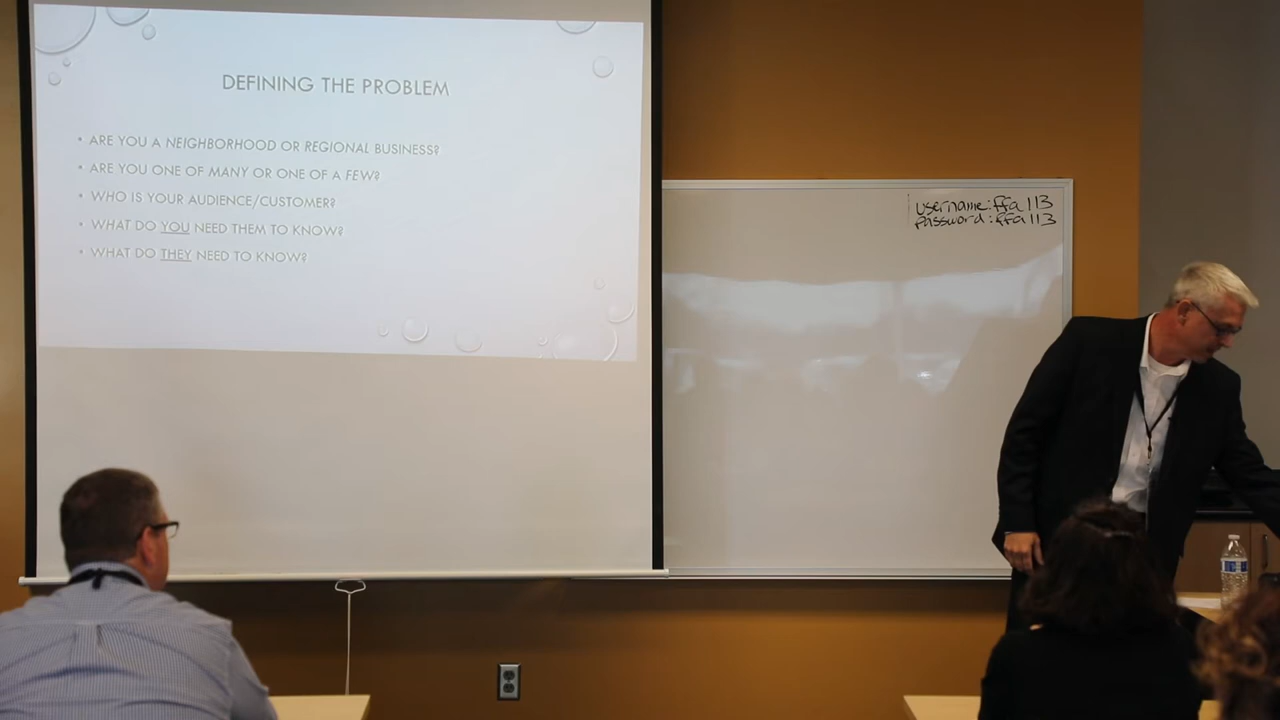 DEFINING THE PROBLEM
• ARE YOU A NEIGHBORHOOD OR REGIONAL BUSINESS?
• ARE YOU ONE OF MANY OR ONE OF A FEW?
• WHO IS YOUR AUDIENCE/CUSTOMER?
• WHAT DO YOU NEED THEM TO KNOW?
• WHAT DO THEY NEED TO KNOW?
username: ffa113
password: ffa113